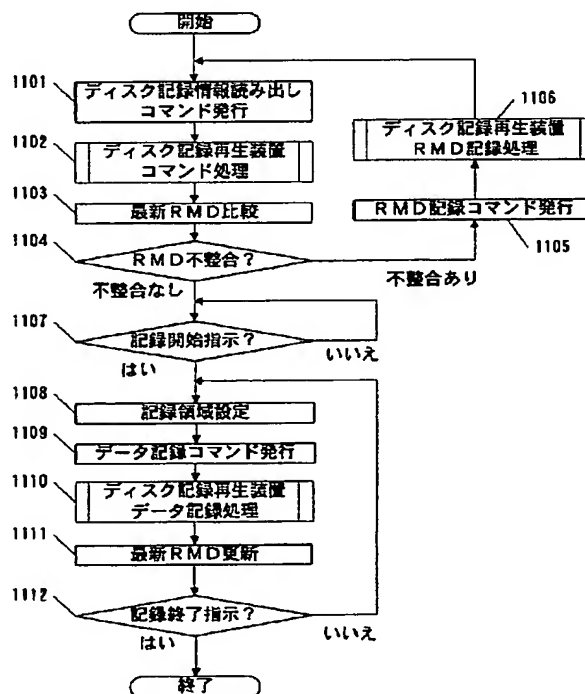 開始
1101
ディスク記録情報読み出し
コマンド発行
1102
ディスク記録再生装置
コマンド処理
1103
最新RMD比較
1104
RMD不整合?
不整合なし
不整合あり
1105
RMD記録コマンド発行
1106
ディスク記録再生装置
RMD記録処理
1107
記録開始指示?
はい
いいえ
1108
記録領域設定
1109
データ記録コマンド発行
1110
ディスク記録再生装置
データ記録処理
1111
最新RMD更新
1112
記録終了指示?
はい
いいえ
終了